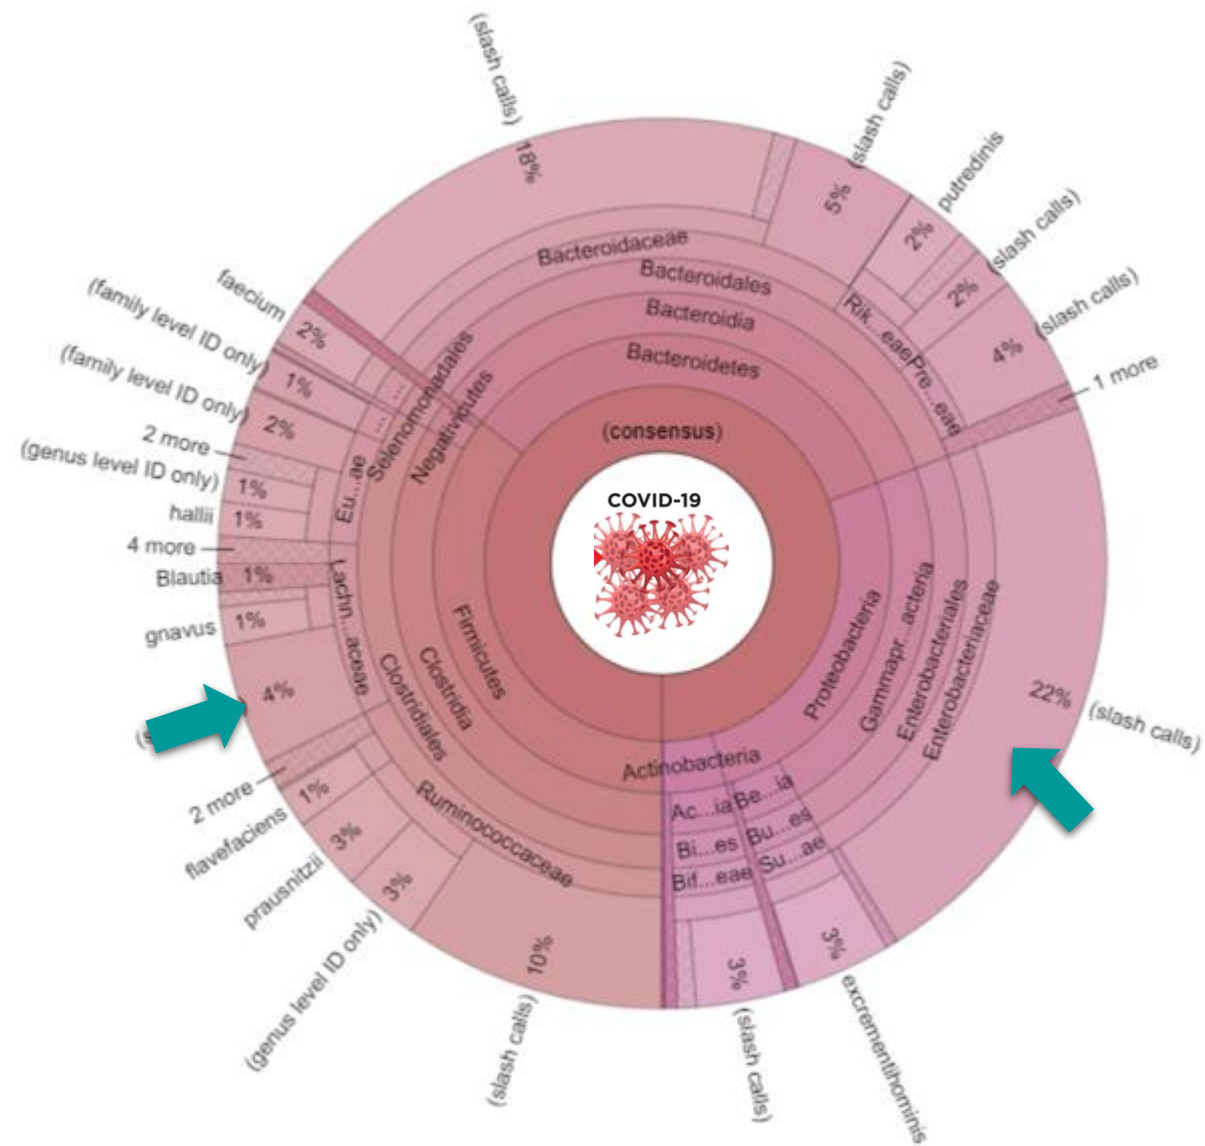 (slash calls)
18%
(slash calls)
5%
putredinis
2%
(slash calls)
2%
(slash calls)
4%
1 more
Bacteroidaceae
Bacteroidales
Bacteroidia
Bacteroidetes
Rik...eae
Pre...eae
(consensus)
COVID-19
faecium
2%
(family level ID only)
1%
(family level ID only)
2%
2 more
(genus level ID only)
1%
hallii
1%
4 more
Blautia
1%
gnavus
1%
4%
2 more
flavefaciens
1%
prausnitzii
3%
(genus level ID only)
3%
(slash calls)
10%
... 
...
Selenomonadales
Negativicutes
Eu...ae
Lachn...aceae
Firmicutes
Clostridia
Clostridiales
Ruminococcaceae
Proteobacteria
Gammapr...acteria
Enterobacteriales
Enterobacteriaceae
22%
(slash calls)
Actinobacteria
Ac...ia
Be...ia
Bi...es
Bu...es
Bif...eae
Su...ae
3%
(slash calls)
3%
excrementihominis